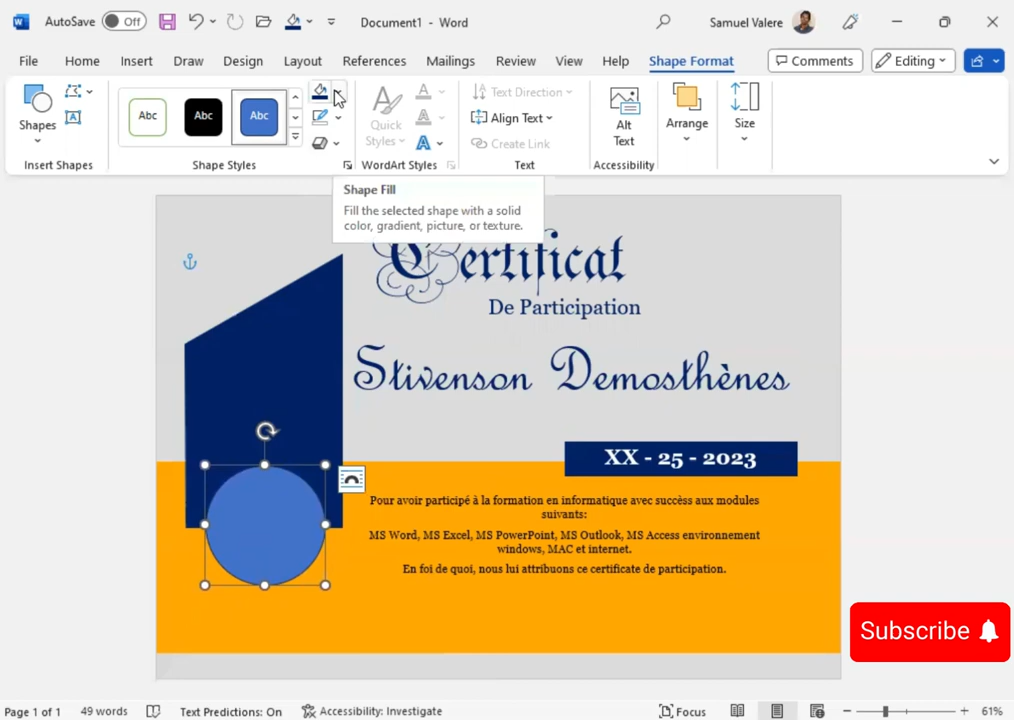 AutoSave Off Document1 - Word Samuel Valere
File Home Insert Draw Design Layout References Mailings Review View Help Shape Format Comments Editing
Shapes
Insert Shapes
Abc Abc Abc
Shape Styles
Quick
Styles
WordArt Styles
Text Direction
Align Text
Create Link
Text
Alt
Text
Accessibility
Arrange
Size
Shape Fill
Fill the selected shape with a solid
color, gradient, picture, or texture.
Certificat
De Participation
Stivenson Demosthènes
XX - 25 - 2023
Pour avoir participé à la formation en informatique avec succès aux modules
suivants:
MS Word, MS Excel, MS PowerPoint, MS Outlook, MS Access environnement
windows, MAC et internet.
En foi de quoi, nous lui attribuons ce certificate de participation.
Subscribe
Page 1 of 1 49 words Text Predictions: On Accessibility: Investigate Focus 61%